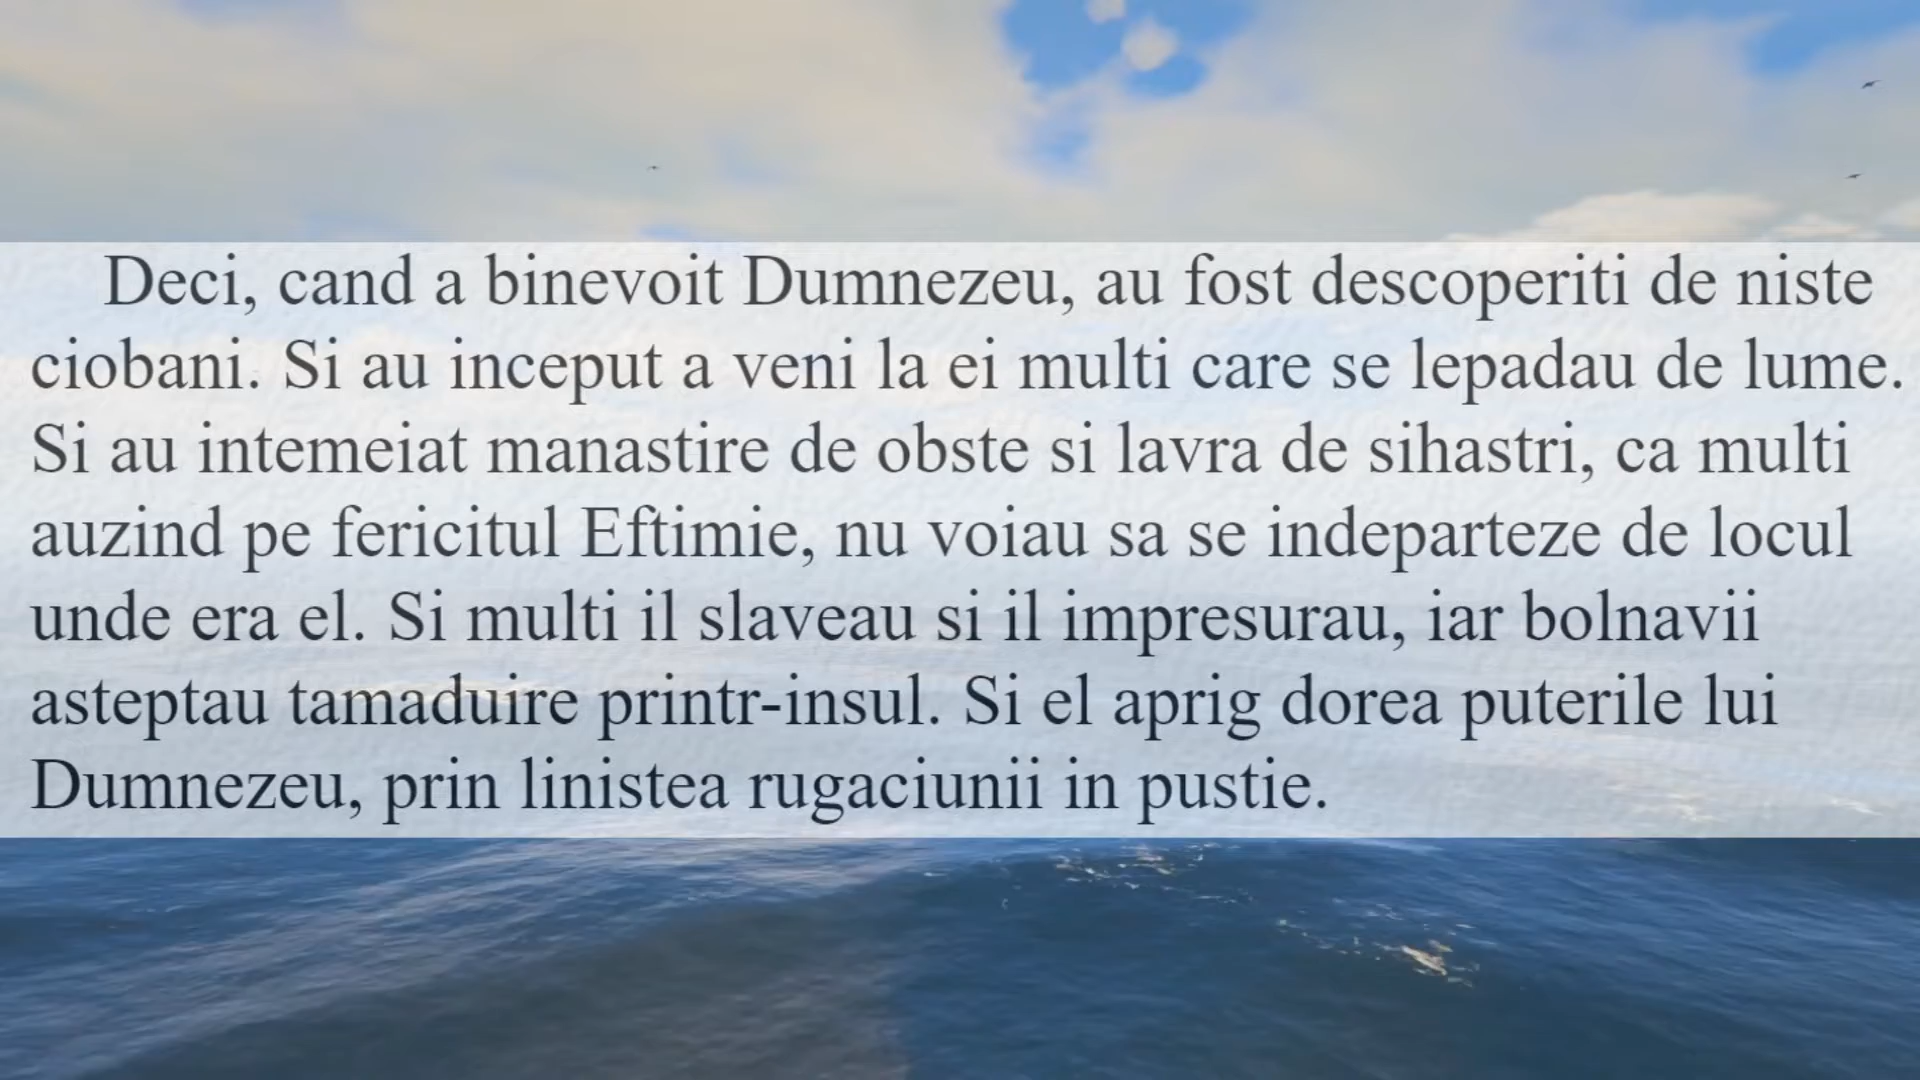 Deci, cand a binevoit Dumnezeu, au fost descoperiti de niste
ciobani. Si au inceput a veni la ei multi care se lepadau de lume.
Si au intemeiat manastire de obste si lavra de sihastri, ca multi
auzind pe fericitul Eftimie, nu voiau sa se indeparteze de locul
unde era el. Si multi il slaveau si il impresurau, iar bolnavii
asteptau tamaduire printr-insul. Si el aprig dorea puterile lui
Dumnezeu, prin linistea rugaciunii in pustie.